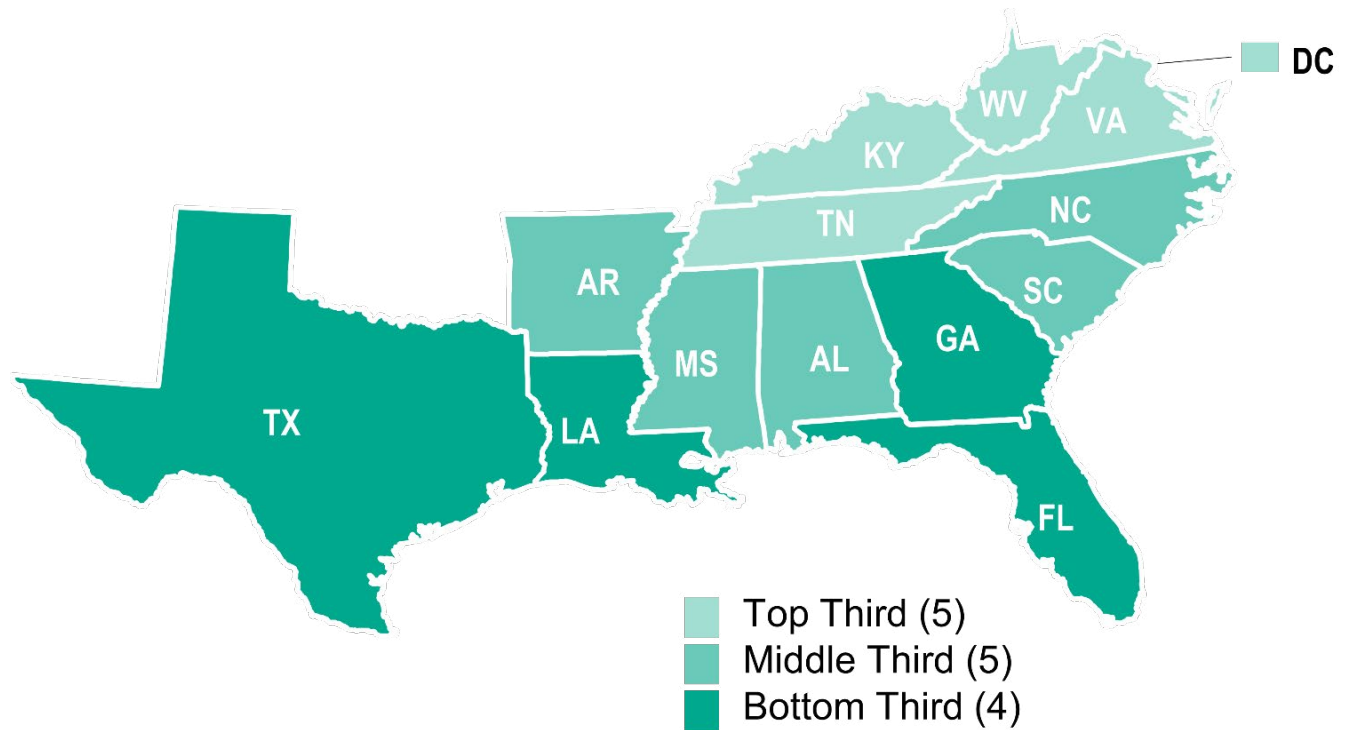 DC
WV
VA
KY
NC
TN
AR
SC
GA
MS
AL
TX
LA
FL
Top Third (5)
Middle Third (5)
Bottom Third (4)